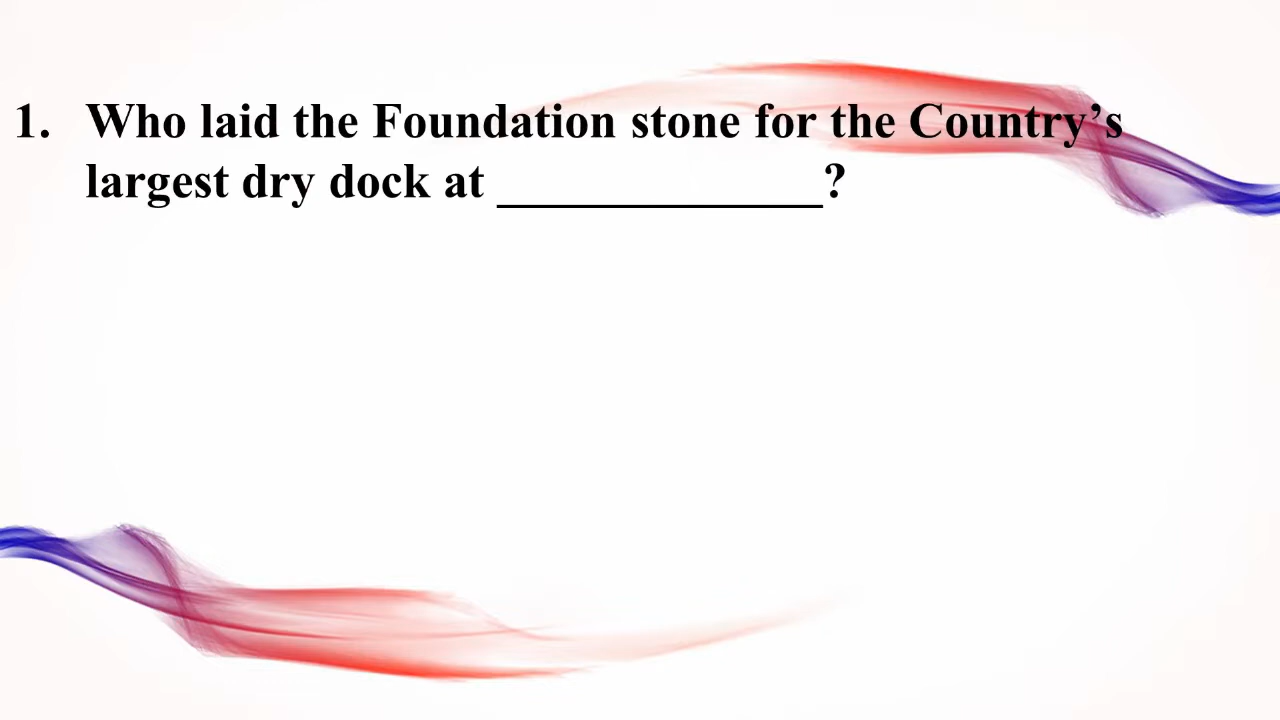 1. Who laid the Foundation stone for the Country’s
largest dry dock at _____________?